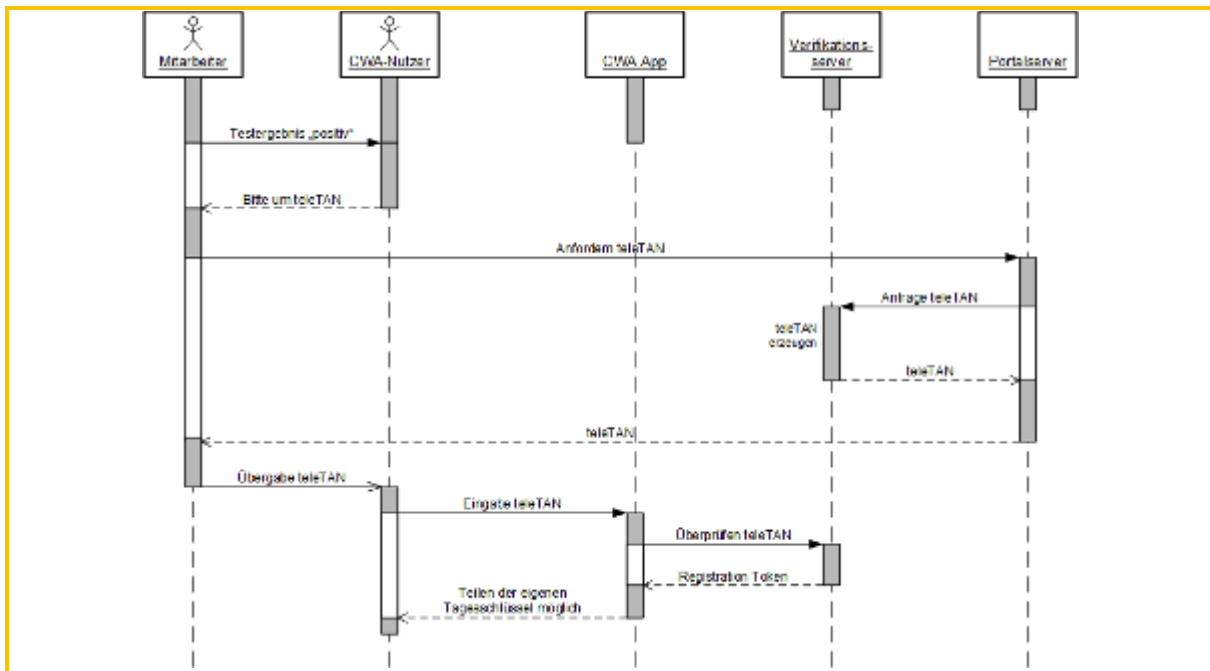 Mitarbeiter
CWA-Nutzer
CWA App
Verifikations-
server
Portalserver
Testergebnis „positiv“
Bitte um teleTAN
Anfordern teleTAN
Anfrage teleTAN
teleTAN
erzeugen
teleTAN
teleTAN
Übergabe teleTAN
Eingabe teleTAN
Überprüfen teleTAN
Registration Token
Teilen der eigenen
Tagesschlüssel möglich